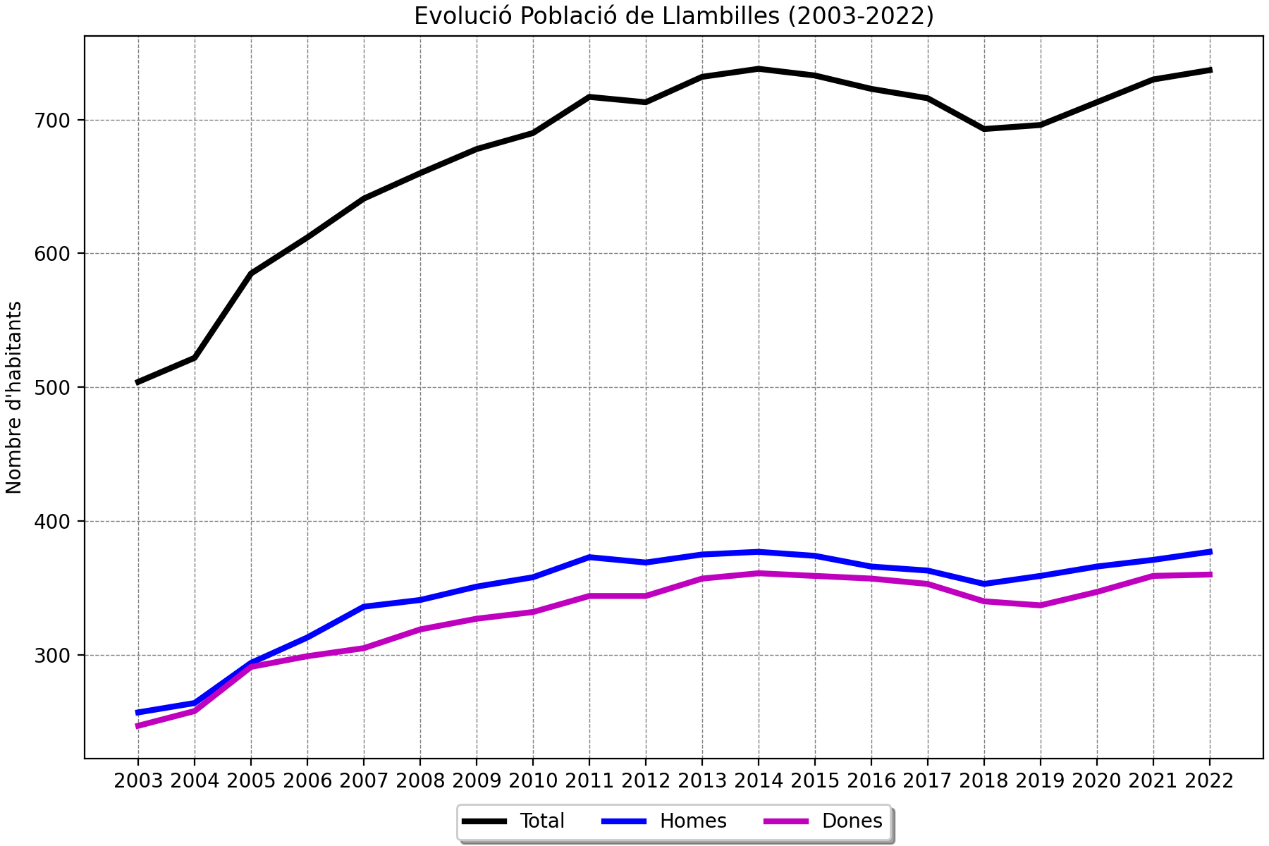 Evolució Població de Llambilles (2003-2022)
Nombre d'habitants
700
600
500
400
300
2003 2004 2005 2006 2007 2008 2009 2010 2011 2012 2013 2014 2015 2016 2017 2018 2019 2020 2021 2022
Total Homes Dones